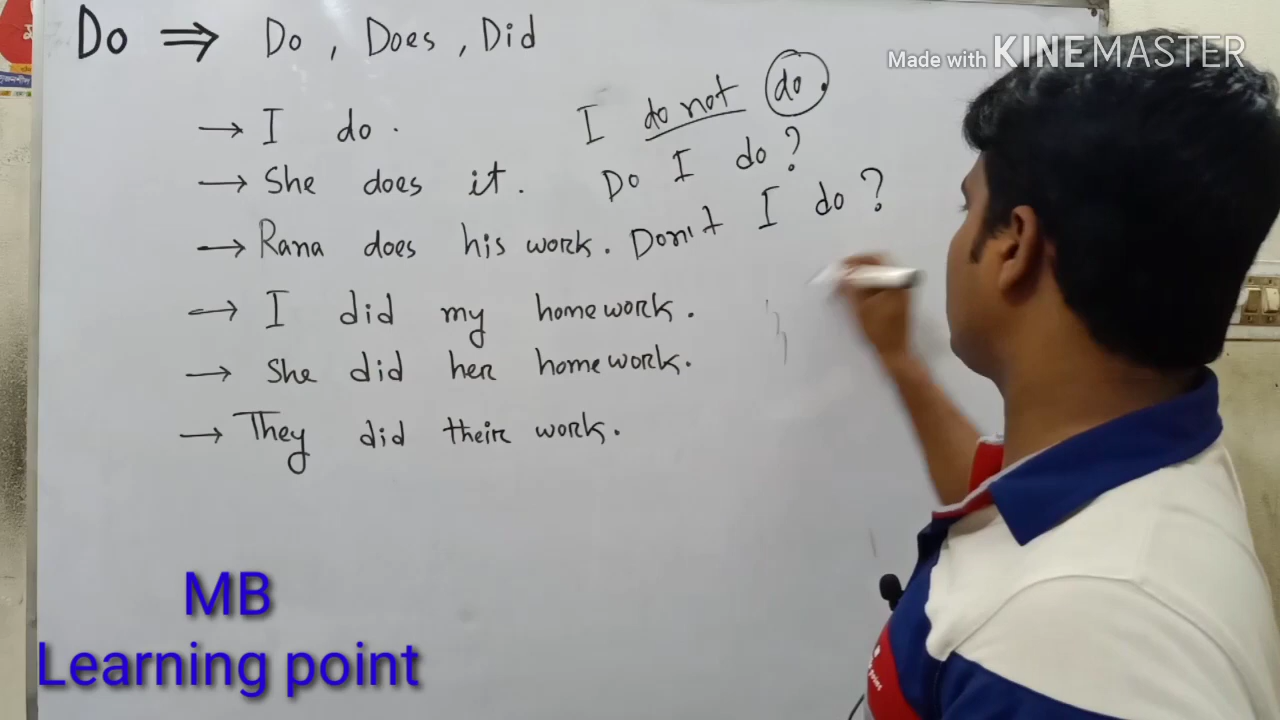 Do ⇒ Do, Does, Did
Made with KINEMASTER
→ I do.
I do not do.
→ She does it.
Do I do?
→ Rana does his work.
Don't I do?
→ I did my homework.
→ She did her homework.
→ They did their work.
MB
Learning point